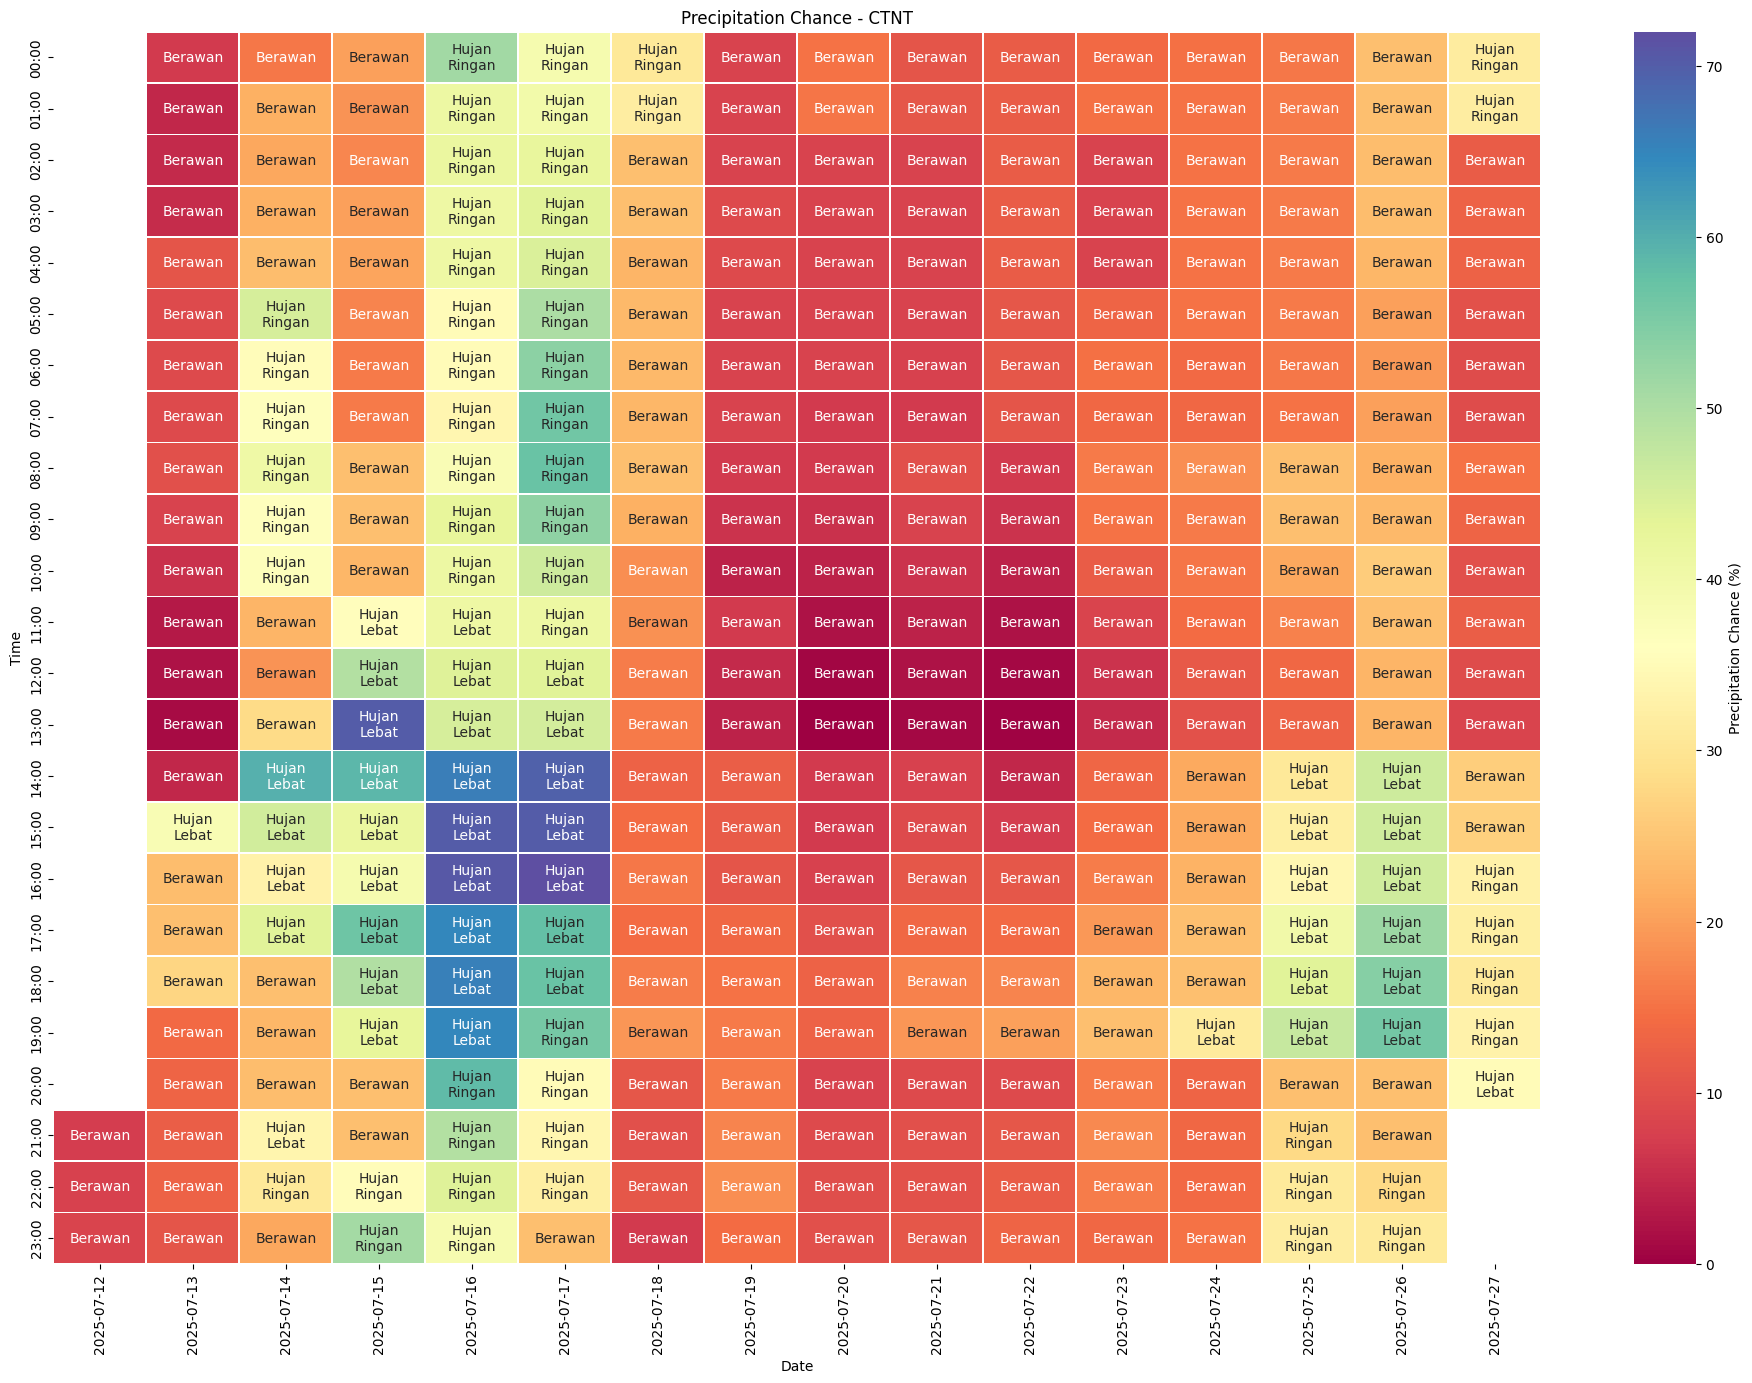 Precipitation Chance - CTNT
00:00 Berawan Berawan Berawan Hujan Ringan Hujan Ringan Hujan Ringan Berawan Berawan Berawan Berawan Berawan Berawan Berawan Berawan Hujan Ringan
01:00 Berawan Berawan Berawan Hujan Ringan Hujan Ringan Hujan Ringan Berawan Berawan Berawan Berawan Berawan Berawan Berawan Berawan Hujan Ringan
02:00 Berawan Berawan Berawan Hujan Ringan Hujan Ringan Berawan Berawan Berawan Berawan Berawan Berawan Berawan Berawan Berawan Berawan
03:00 Berawan Berawan Berawan Hujan Ringan Hujan Ringan Berawan Berawan Berawan Berawan Berawan Berawan Berawan Berawan Berawan Berawan
04:00 Berawan Berawan Berawan Hujan Ringan Hujan Ringan Berawan Berawan Berawan Berawan Berawan Berawan Berawan Berawan Berawan Berawan
05:00 Berawan Hujan Ringan Berawan Hujan Ringan Hujan Ringan Berawan Berawan Berawan Berawan Berawan Berawan Berawan Berawan Berawan Berawan
06:00 Berawan Hujan Ringan Berawan Hujan Ringan Hujan Ringan Berawan Berawan Berawan Berawan Berawan Berawan Berawan Berawan Berawan Berawan
07:00 Berawan Hujan Ringan Berawan Hujan Ringan Hujan Ringan Berawan Berawan Berawan Berawan Berawan Berawan Berawan Berawan Berawan Berawan
08:00 Berawan Hujan Ringan Berawan Hujan Ringan Hujan Ringan Berawan Berawan Berawan Berawan Berawan Berawan Berawan Berawan Berawan Berawan
09:00 Berawan Hujan Ringan Berawan Hujan Ringan Hujan Ringan Berawan Berawan Berawan Berawan Berawan Berawan Berawan Berawan Berawan Berawan
10:00 Berawan Hujan Ringan Berawan Hujan Ringan Hujan Ringan Berawan Berawan Berawan Berawan Berawan Berawan Berawan Berawan Berawan Berawan
11:00 Berawan Berawan Hujan Lebat Hujan Lebat Hujan Ringan Berawan Berawan Berawan Berawan Berawan Berawan Berawan Berawan Berawan Berawan
12:00 Berawan Berawan Hujan Lebat Hujan Lebat Hujan Lebat Berawan Berawan Berawan Berawan Berawan Berawan Berawan Berawan Berawan Berawan
13:00 Berawan Berawan Hujan Lebat Hujan Lebat Hujan Lebat Berawan Berawan Berawan Berawan Berawan Berawan Berawan Berawan Berawan Berawan
14:00 Berawan Hujan Lebat Hujan Lebat Hujan Lebat Hujan Lebat Berawan Berawan Berawan Berawan Berawan Berawan Berawan Hujan Lebat Hujan Lebat Berawan
15:00 Hujan Lebat Hujan Lebat Hujan Lebat Hujan Lebat Hujan Lebat Berawan Berawan Berawan Berawan Berawan Berawan Berawan Hujan Lebat Hujan Lebat Berawan
16:00 Berawan Hujan Lebat Hujan Lebat Hujan Lebat Hujan Lebat Berawan Berawan Berawan Berawan Berawan Berawan Berawan Hujan Lebat Hujan Lebat Hujan Ringan
17:00 Berawan Hujan Lebat Hujan Lebat Hujan Lebat Hujan Lebat Berawan Berawan Berawan Berawan Berawan Berawan Berawan Hujan Lebat Hujan Lebat Hujan Ringan
18:00 Berawan Berawan Hujan Lebat Hujan Lebat Hujan Lebat Berawan Berawan Berawan Berawan Berawan Berawan Berawan Hujan Lebat Hujan Lebat Hujan Ringan
19:00 Berawan Berawan Hujan Lebat Hujan Lebat Hujan Ringan Berawan Berawan Berawan Berawan Berawan Berawan Hujan Lebat Hujan Lebat Hujan Lebat Hujan Ringan
20:00 Berawan Berawan Berawan Hujan Ringan Hujan Ringan Berawan Berawan Berawan Berawan Berawan Berawan Berawan Berawan Berawan Hujan Lebat
21:00 Berawan Berawan Hujan Lebat Berawan Hujan Ringan Hujan Ringan Berawan Berawan Berawan Berawan Berawan Berawan Berawan Hujan Ringan Berawan
22:00 Berawan Berawan Hujan Ringan Hujan Ringan Hujan Ringan Hujan Ringan Berawan Berawan Berawan Berawan Berawan Berawan Berawan Hujan Ringan Hujan Ringan
23:00 Berawan Berawan Berawan Hujan Ringan Hujan Ringan Berawan Berawan Berawan Berawan Berawan Berawan Berawan Berawan Hujan Ringan Hujan Ringan
Time
2025-07-12 2025-07-13 2025-07-14 2025-07-15 2025-07-16 2025-07-17 2025-07-18 2025-07-19 2025-07-20 2025-07-21 2025-07-22 2025-07-23 2025-07-24 2025-07-25 2025-07-26 2025-07-27
Date
70
60
50
40
30
20
10
0
Precipitation Chance (%)